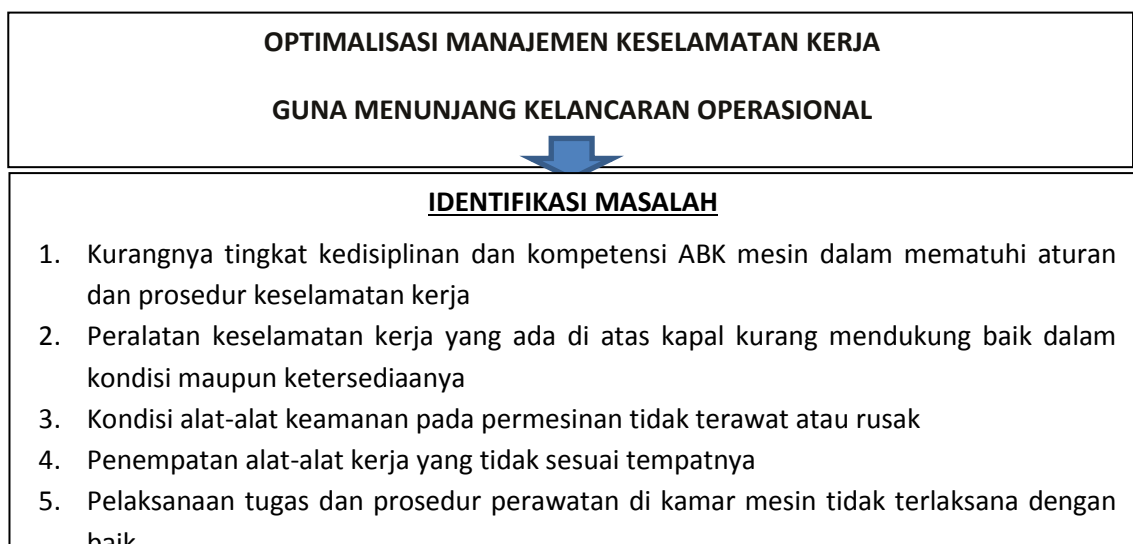 OPTIMALISASI MANAJEMEN KESELAMATAN KERJA
GUNA MENUNJANG KELANCARAN OPERASIONAL
IDENTIFIKASI MASALAH
1. Kurangnya tingkat kedisiplinan dan kompetensi ABK mesin dalam mematuhi aturan
dan prosedur keselamatan kerja
2. Peralatan keselamatan kerja yang ada di atas kapal kurang mendukung baik dalam
kondisi maupun ketersediaanya
3. Kondisi alat-alat keamanan pada permesinan tidak terawat atau rusak
4. Penempatan alat-alat kerja yang tidak sesuai tempatnya
5. Pelaksanaan tugas dan prosedur perawatan di kamar mesin tidak terlaksana dengan
baik